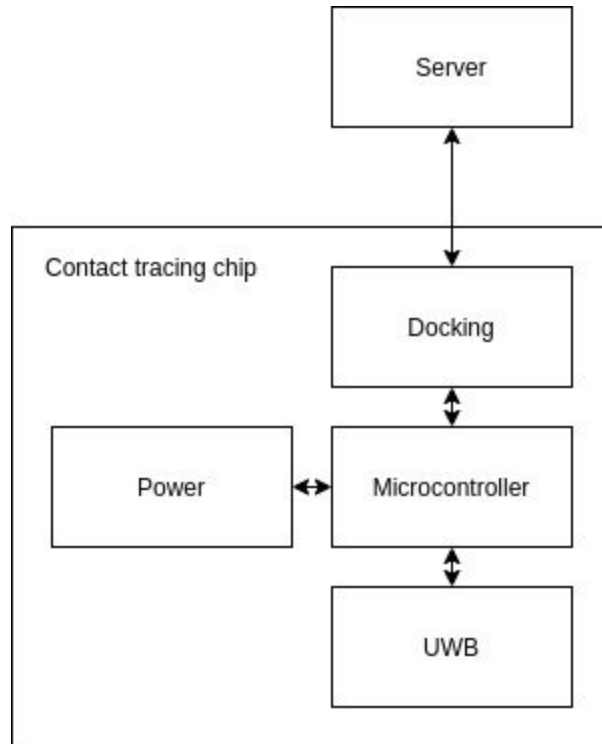 Server
Contact tracing chip
Docking
Power
Microcontroller
UWB